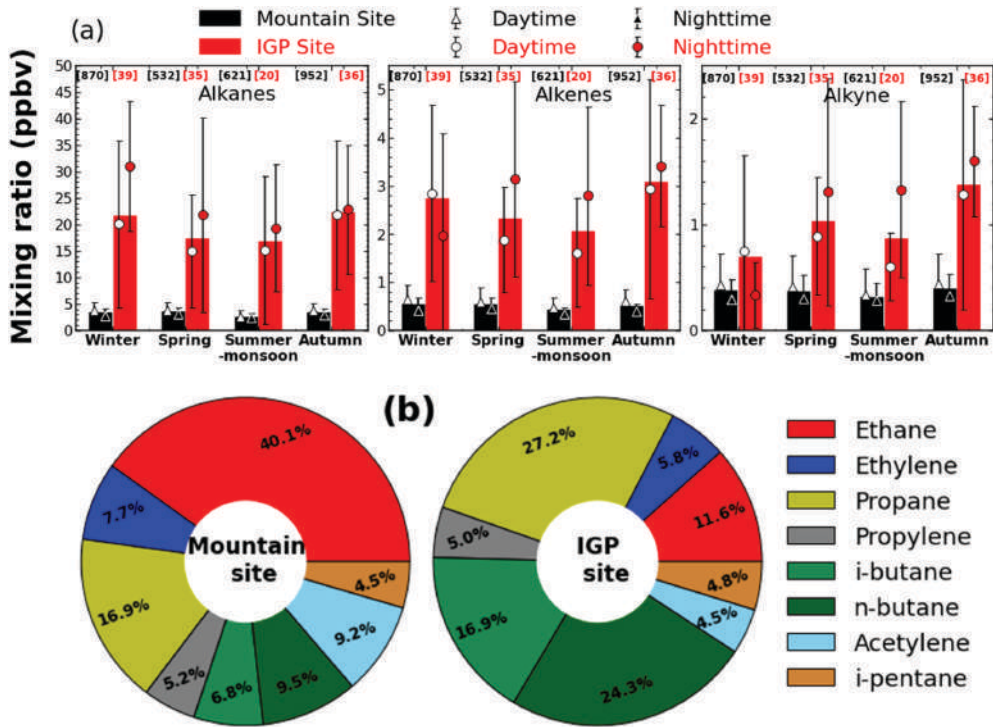 (a)
Mountain Site Daytime Nighttime
IGP Site Daytime Nighttime
Mixing ratio (ppbv)
[870] [39] [532] [35] [621] [20] [952] [36]
Alkanes
50
45
40
35
30
25
20
15
10
5
0
Winter Spring Summer Autumn
-monsoon
[870] [39] [532] [35] [621] [20] [952] [36]
Alkenes
5
4
3
2
1
0
Winter Spring Summer Autumn
-monsoon
[870] [39] [532] [35] [621] [20] [952] [36]
Alkyne
2
1
0
Winter Spring Summer Autumn
-monsoon
(b)
40.1%
7.7%
16.9%
5.2%
6.8%
9.5%
9.2%
4.5%
Mountain
site
27.2%
5.8%
11.6%
5.0%
16.9%
24.3%
4.5%
4.8%
IGP
site
Ethane
Ethylene
Propane
Propylene
i-butane
n-butane
Acetylene
i-pentane